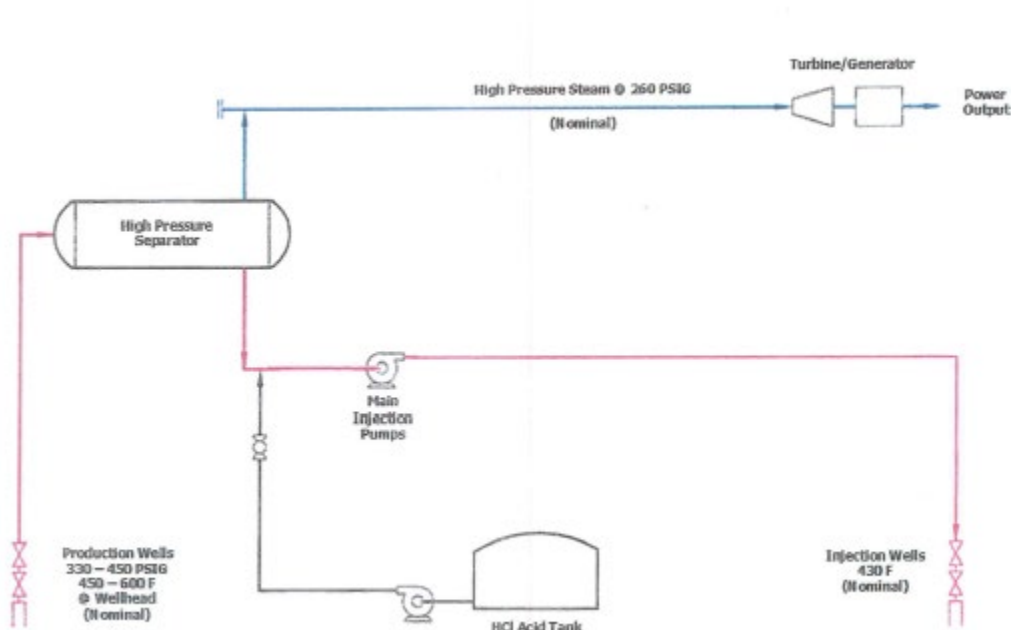 Turbine/Generator
High Pressure Steam @ 260 PSIG
(Nominal)
Power
Output
High Pressure
Separator
Main
Injection
Pumps
Production Wells
330 – 450 PSIG
450 – 600 F
@ Wellhead
(Nominal)
Injection Wells
430 F
(Nominal)
HCl Acid Tank